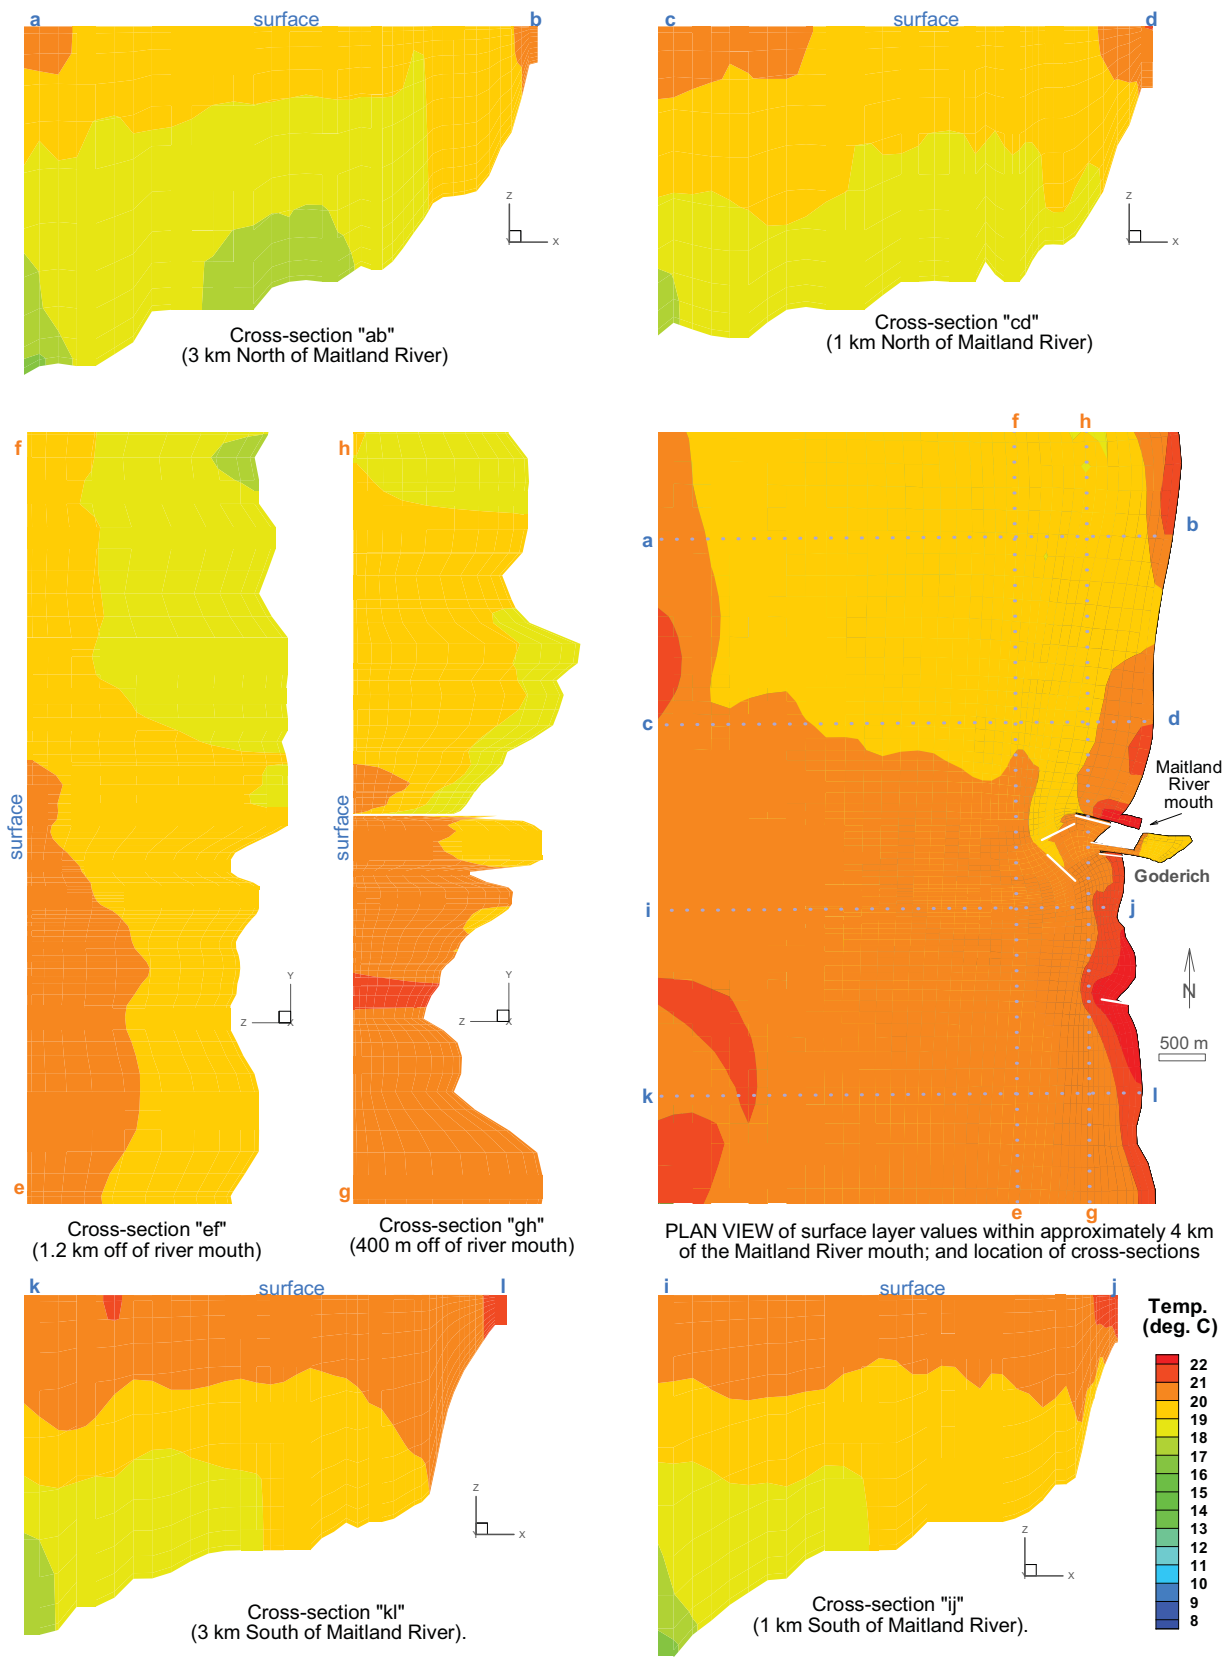 a surface b
c surface d
Z
X
Y
Z
X
Y
Cross-section "ab"
(3 km North of Maitland River)
Cross-section "cd"
(1 km North of Maitland River)
f
h
f h
a
b
c
d
surface
surface
Maitland
River
mouth
Goderich
i
j
N
500 m
k
l
Y
Z
X
Y
Z
X
e
g
e g
Cross-section "ef"
(1.2 km off of river mouth)
Cross-section "gh"
(400 m off of river mouth)
PLAN VIEW of surface layer values within approximately 4 km
of the Maitland River mouth; and location of cross-sections
k surface l
i surface j
Temp.
(deg. C)
22
21
20
19
18
17
16
15
14
13
12
11
10
9
8
Z
X
Y
Z
X
Y
Cross-section "kl"
(3 km South of Maitland River).
Cross-section "ij"
(1 km South of Maitland River).